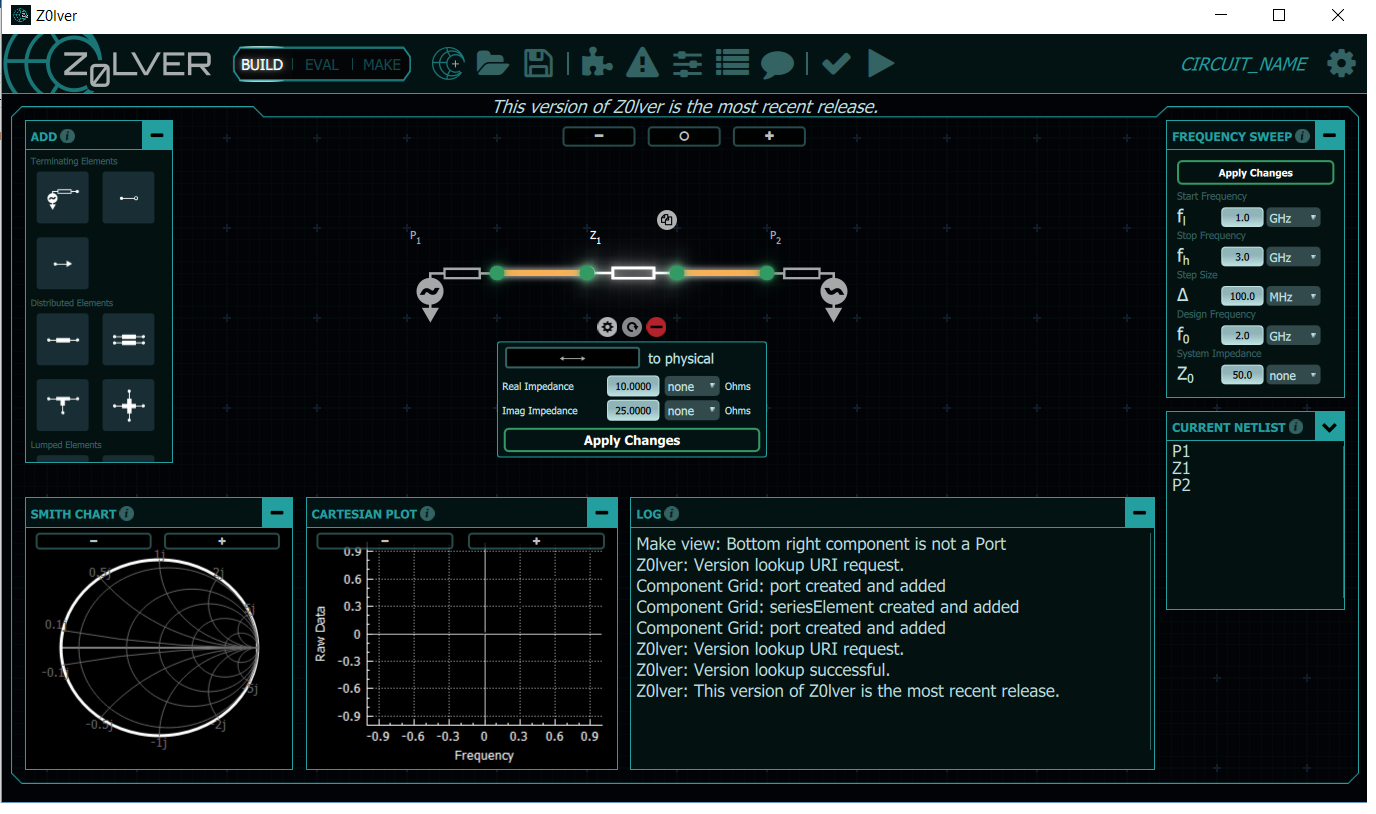 Z0lver
Z0LVER
BUILD | EVAL | MAKE
CIRCUIT_NAME
This version of Z0lver is the most recent release.
ADD i
Terminating Elements
Distributed Elements
Lumped Elements
− O +
P1 Z1 P2
to physical
Real Impedance 10.0000 none Ohms
Imag Impedance 25.0000 none Ohms
Apply Changes
FREQUENCY SWEEP i
Apply Changes
Start Frequency
fl 1.0 GHz
Stop Frequency
fh 3.0 GHz
Step Size
Δ 100.0 MHz
Design Frequency
f0 2.0 GHz
System Impedance
Z0 50.0 none
CURRENT NETLIST i
P1
Z1
P2
SMITH CHART i
− +
1j
0.5j 2j
0.1j 5j
-0.1j -5j
-0.5j -2j
-1j
CARTESIAN PLOT i
− +
0.9
0.6
0.3
0
-0.3
-0.6
-0.9
Raw Data
-0.9 -0.6 -0.3 0 0.3 0.6 0.9
Frequency
LOG i
Make view: Bottom right component is not a Port
Z0lver: Version lookup URI request.
Component Grid: port created and added
Component Grid: seriesElement created and added
Component Grid: port created and added
Z0lver: Version lookup URI request.
Z0lver: Version lookup successful.
Z0lver: This version of Z0lver is the most recent release.